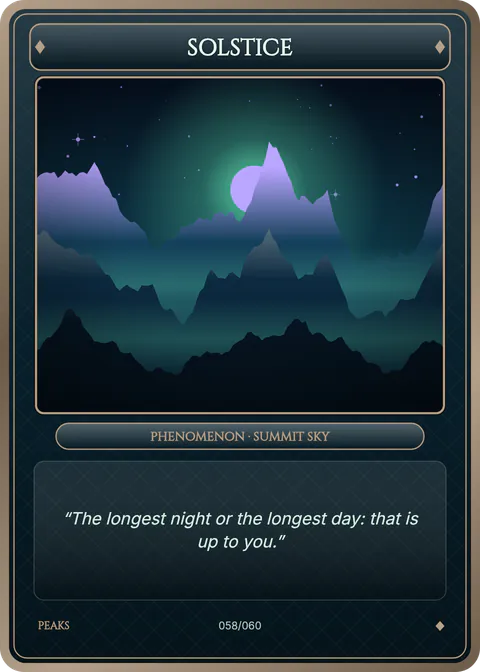 SOLSTICE
PHENOMENON · SUMMIT SKY
“The longest night or the longest day: that is
up to you.”
PEAKS
058/060